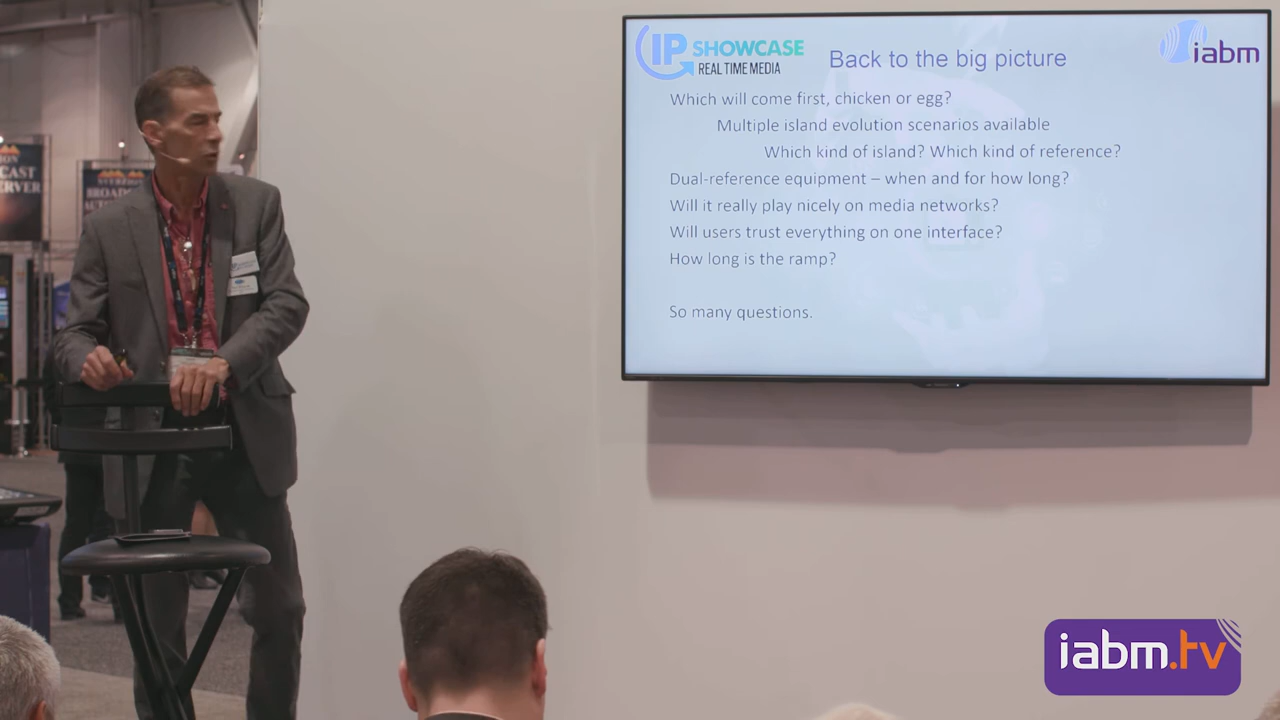 IP SHOWCASE
REAL TIME MEDIA
Back to the big picture
iabm
Which will come first, chicken or egg?
Multiple island evolution scenarios available
Which kind of island? Which kind of reference?
Dual-reference equipment – when and for how long?
Will it really play nicely on media networks?
Will users trust everything on one interface?
How long is the ramp?
So many questions.
iabm.tv